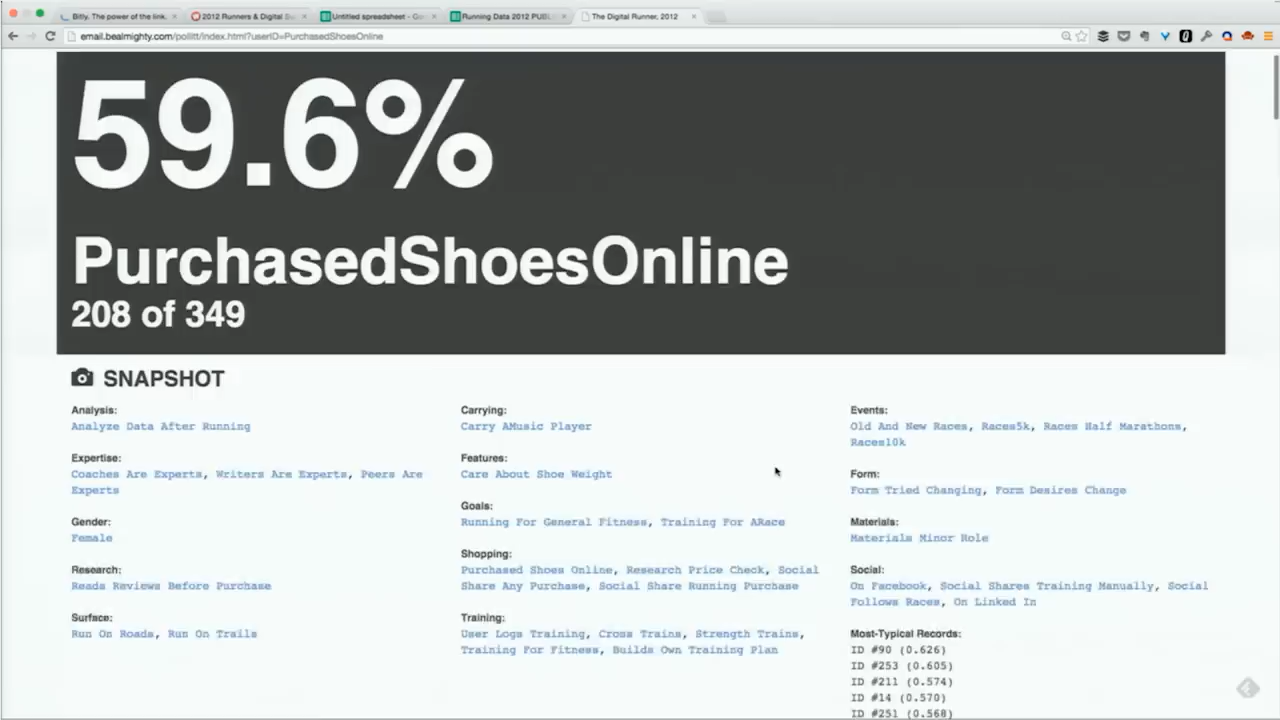 Bitly. The power of the link.
2012 Runners & Digital Su
Untitled spreadsheet - Goo
Running Data 2012 PUBL
The Digital Runner, 2012
email.bealmighty.com/pollitt/index.html?userID=PurchasedShoesOnline
59.6%
PurchasedShoesOnline
208 of 349
SNAPSHOT
Analysis:
Analyze Data After Running
Expertise:
Coaches Are Experts, Writers Are Experts, Peers Are
Experts
Gender:
Female
Research:
Reads Reviews Before Purchase
Surface:
Run On Roads, Run On Trails
Carrying:
Carry AMusic Player
Features:
Care About Shoe Weight
Goals:
Running For General Fitness, Training For ARace
Shopping:
Purchased Shoes Online, Research Price Check, Social
Share Any Purchase, Social Share Running Purchase
Training:
User Logs Training, Cross Trains, Strength Trains,
Training For Fitness, Builds Own Training Plan
Events:
Old And New Races, Races5k, Races Half Marathons,
Races10k
Form:
Form Tried Changing, Form Desires Change
Materials:
Materials Minor Role
Social:
On Facebook, Social Shares Training Manually, Social
Follows Races, On Linked In
Most-Typical Records:
ID #90 (0.626)
ID #253 (0.605)
ID #211 (0.574)
ID #14 (0.570)
ID #251 (0.568)